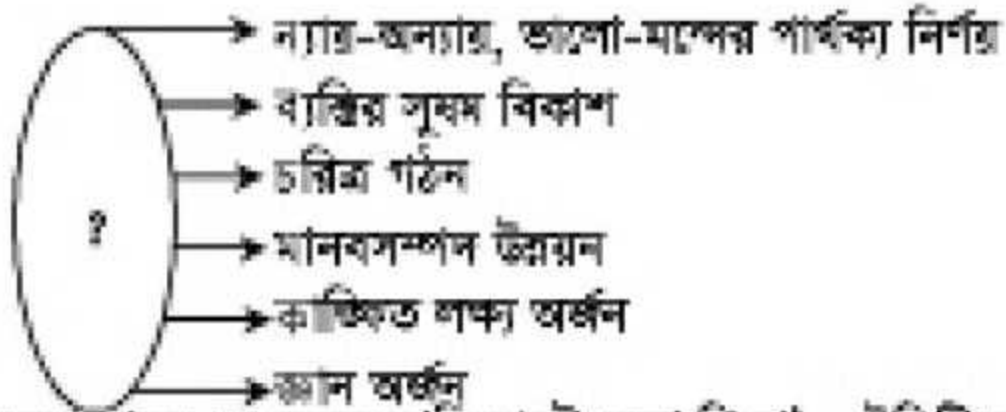 ন্যায়-অন্যায়, ভালো-মন্দের পার্থক্য নির্ণয়
ব্যক্তির সুষম বিকাশ
চরিত্র গঠন
?
মানবসম্পদ উন্নয়ন
কাঙ্ক্ষিত লক্ষ্য অর্জন
জ্ঞান অর্জন